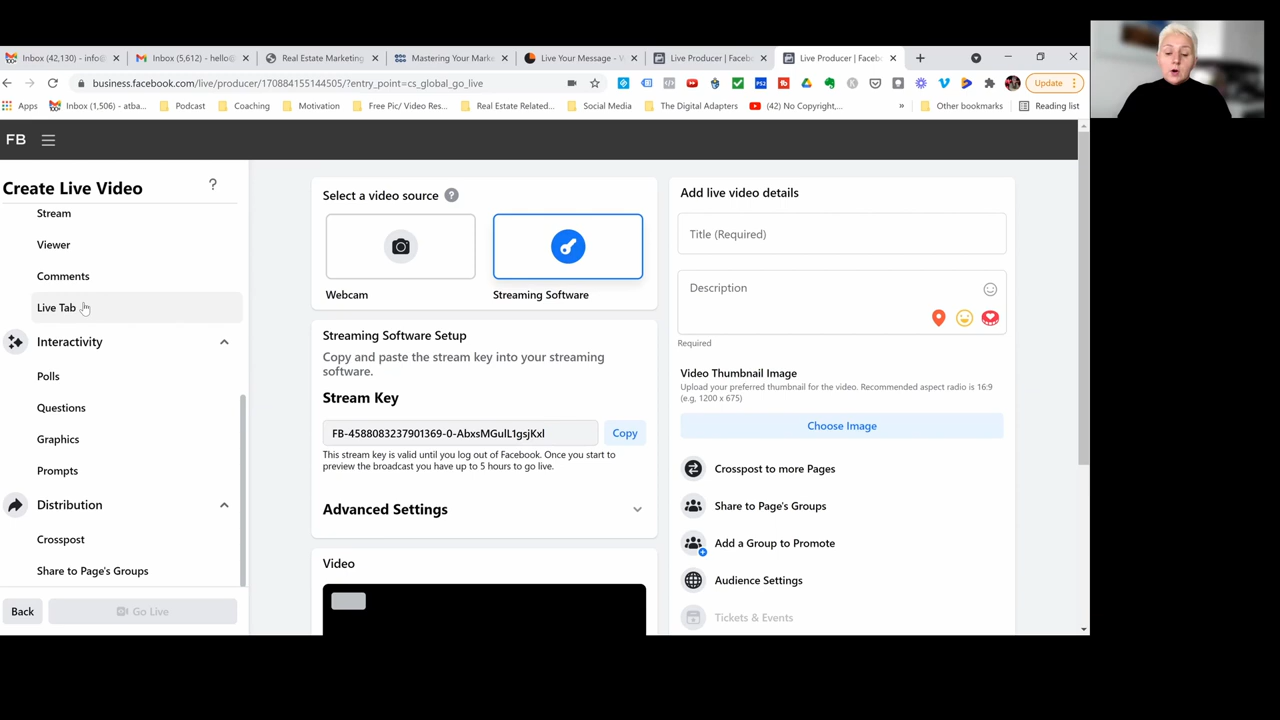 Inbox (42,130) - info@
Inbox (5,612) - hello@
Real Estate Marketing
Mastering Your Marke
Live Your Message - W
Live Producer | Facebo
Live Producer | Facebo
business.facebook.com/live/producer/170884155144505/?entry_point=cs_global_go_live
PS2
Update
Apps
Inbox (1,506) - atba...
Podcast
Coaching
Motivation
Free Pic/ Video Res...
Real Estate Related...
Social Media
The Digital Adapters
(42) No Copyright,...
»
Other bookmarks
Reading list
FB
Create Live Video
?
Stream
Viewer
Comments
Live Tab
Interactivity
Polls
Questions
Graphics
Prompts
Distribution
Crosspost
Share to Page's Groups
Back
Go Live
Select a video source ?
Webcam
Streaming Software
Streaming Software Setup
Copy and paste the stream key into your streaming
software.
Stream Key
FB-4588083237901369-0-AbxsMGulL1gsjKxl
Copy
This stream key is valid until you log out of Facebook. Once you start to
preview the broadcast you have up to 5 hours to go live.
Advanced Settings
Video
Add live video details
Title (Required)
Description
Required
Video Thumbnail Image
Upload your preferred thumbnail for the video. Recommended aspect radio is 16:9
(e.g, 1200 x 675)
Choose Image
Crosspost to more Pages
Share to Page's Groups
Add a Group to Promote
Audience Settings
Tickets & Events